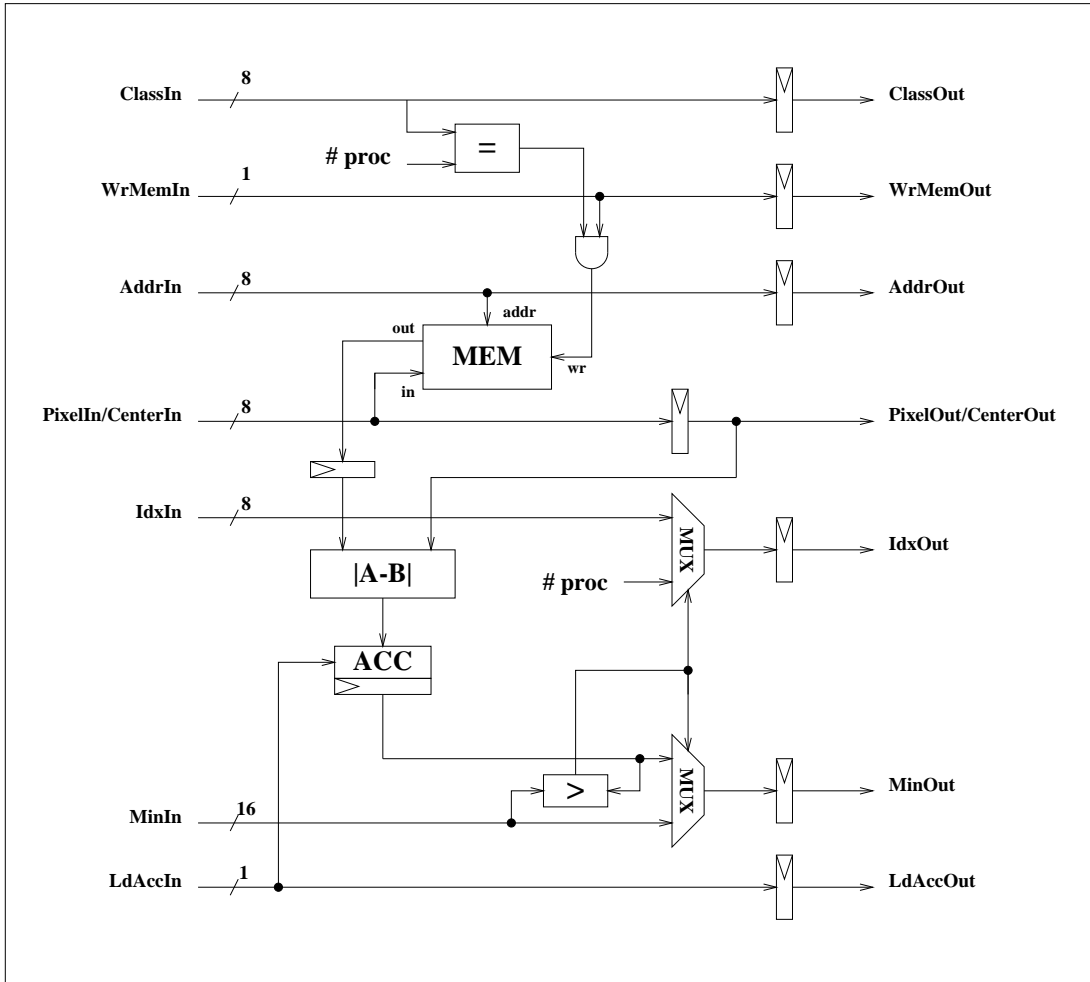 8
ClassIn
ClassOut
# proc
=
1
WrMemIn
WrMemOut
8
AddrIn
AddrOut
addr
out
MEM
wr
in
8
PixelIn/CenterIn
PixelOut/CenterOut
8
IdxIn
MUX
IdxOut
|A-B|
# proc
ACC
MUX
>
MinOut
16
MinIn
1
LdAccIn
LdAccOut